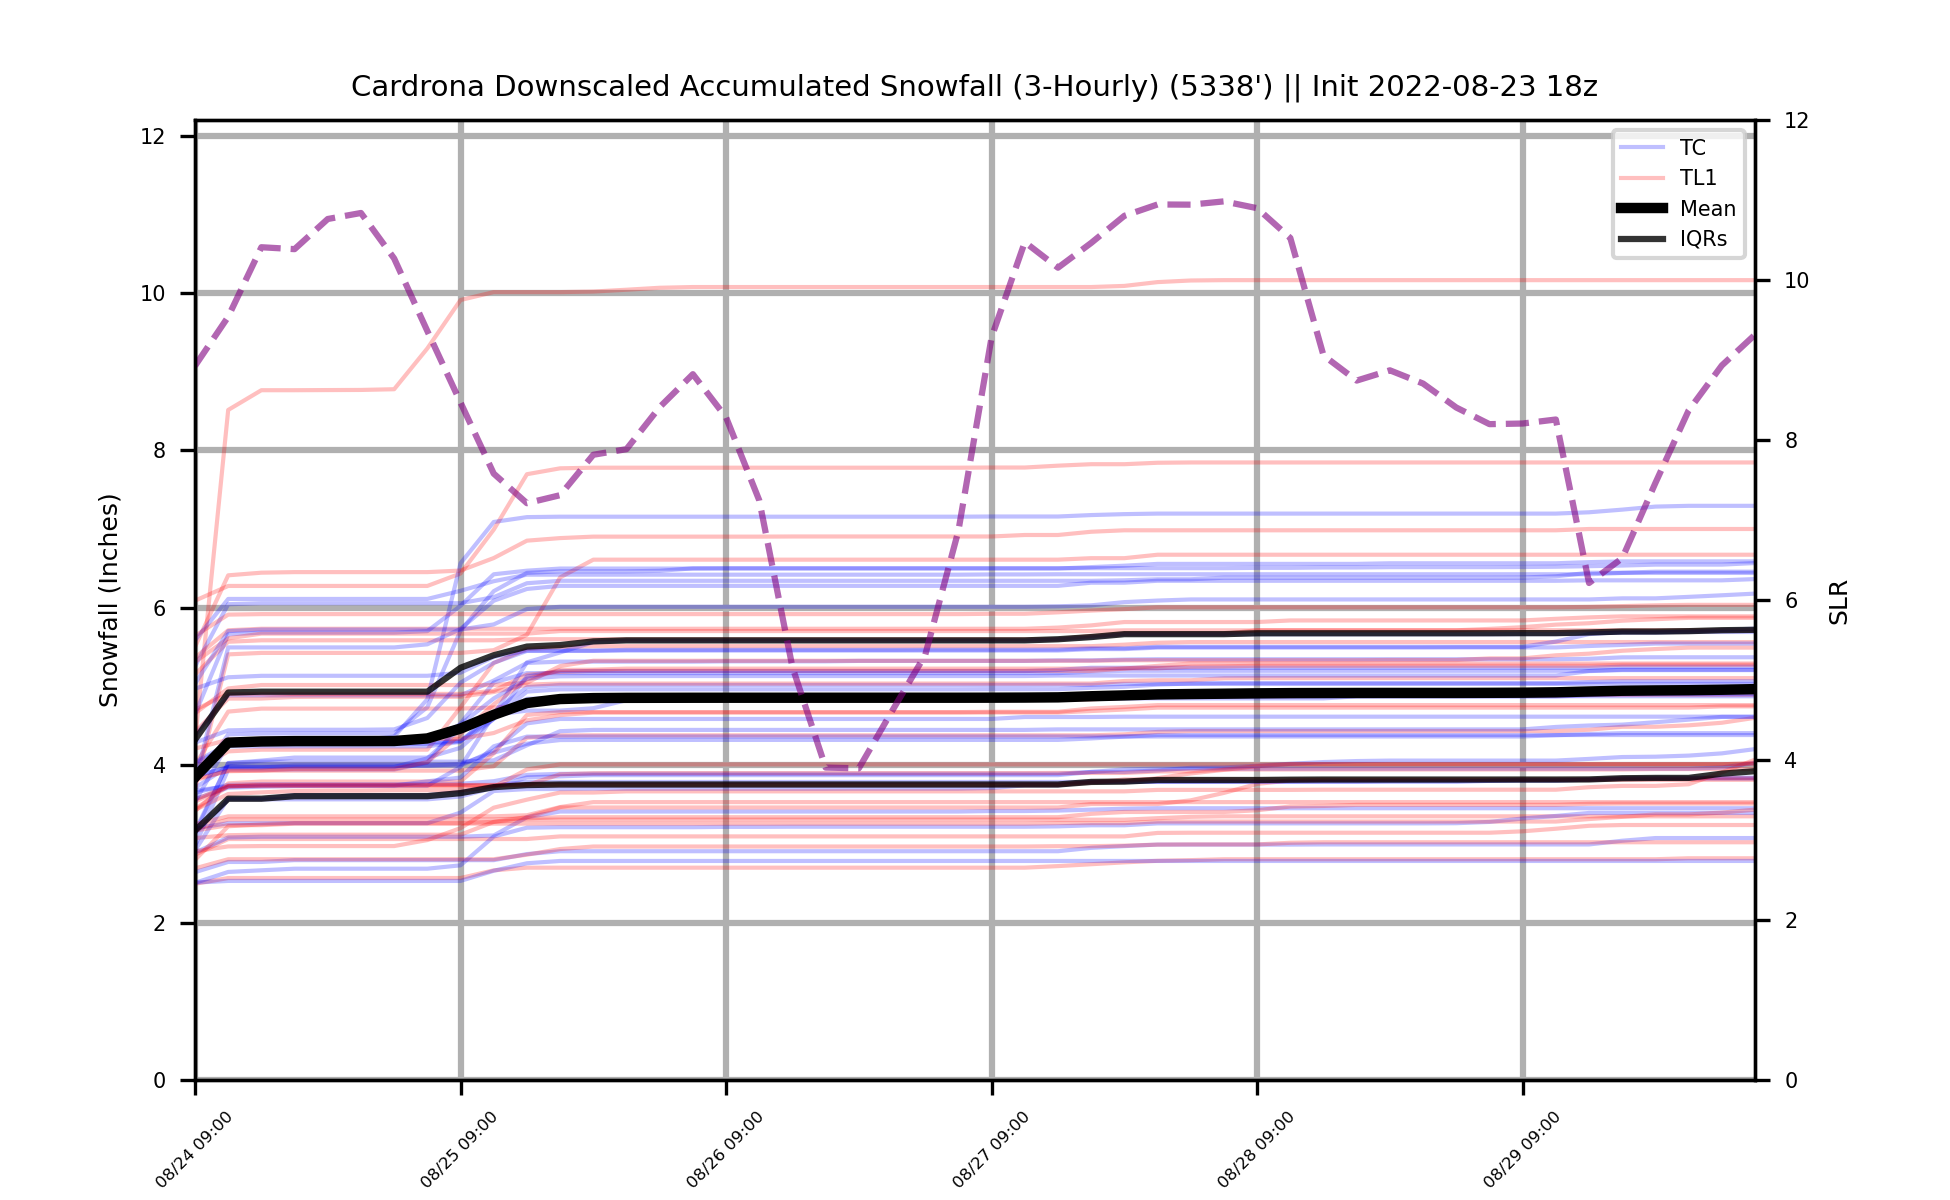 Cardrona Downscaled Accumulated Snowfall (3-Hourly) (5338') || Init 2022-08-23 18z
TC
TL1
Mean
IQRs
Snowfall (Inches)
12
10
8
6
4
2
0
SLR
12
10
8
6
4
2
0
08/24 09:00
08/25 09:00
08/26 09:00
08/27 09:00
08/28 09:00
08/29 09:00